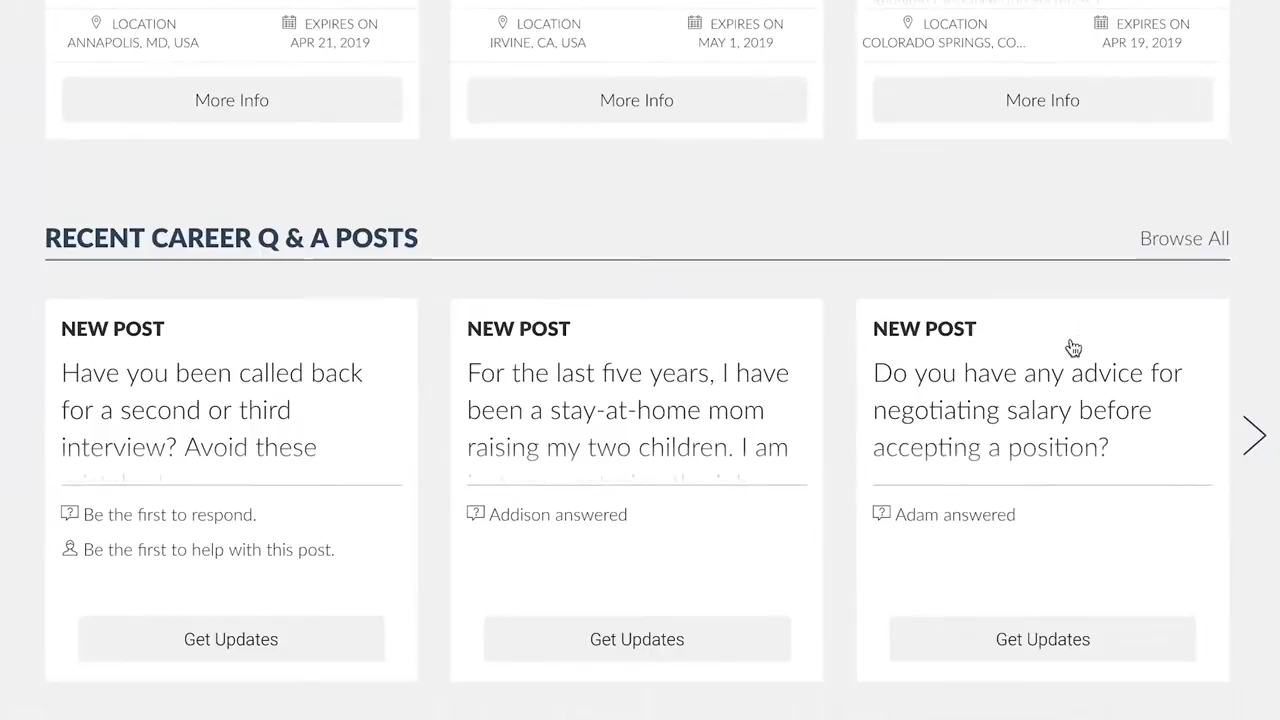 LOCATION
EXPIRES ON
ANNAPOLIS, MD, USA
APR 21, 2019
More Info
LOCATION
EXPIRES ON
IRVINE, CA, USA
MAY 1, 2019
More Info
LOCATION
EXPIRES ON
COLORADO SPRINGS, CO...
APR 19, 2019
More Info
RECENT CAREER Q & A POSTS
Browse All
NEW POST
Have you been called back
for a second or third
interview? Avoid these
Be the first to respond.
Be the first to help with this post.
Get Updates
NEW POST
For the last five years, I have
been a stay-at-home mom
raising my two children. I am
Addison answered
Get Updates
NEW POST
Do you have any advice for
negotiating salary before
accepting a position?
Adam answered
Get Updates